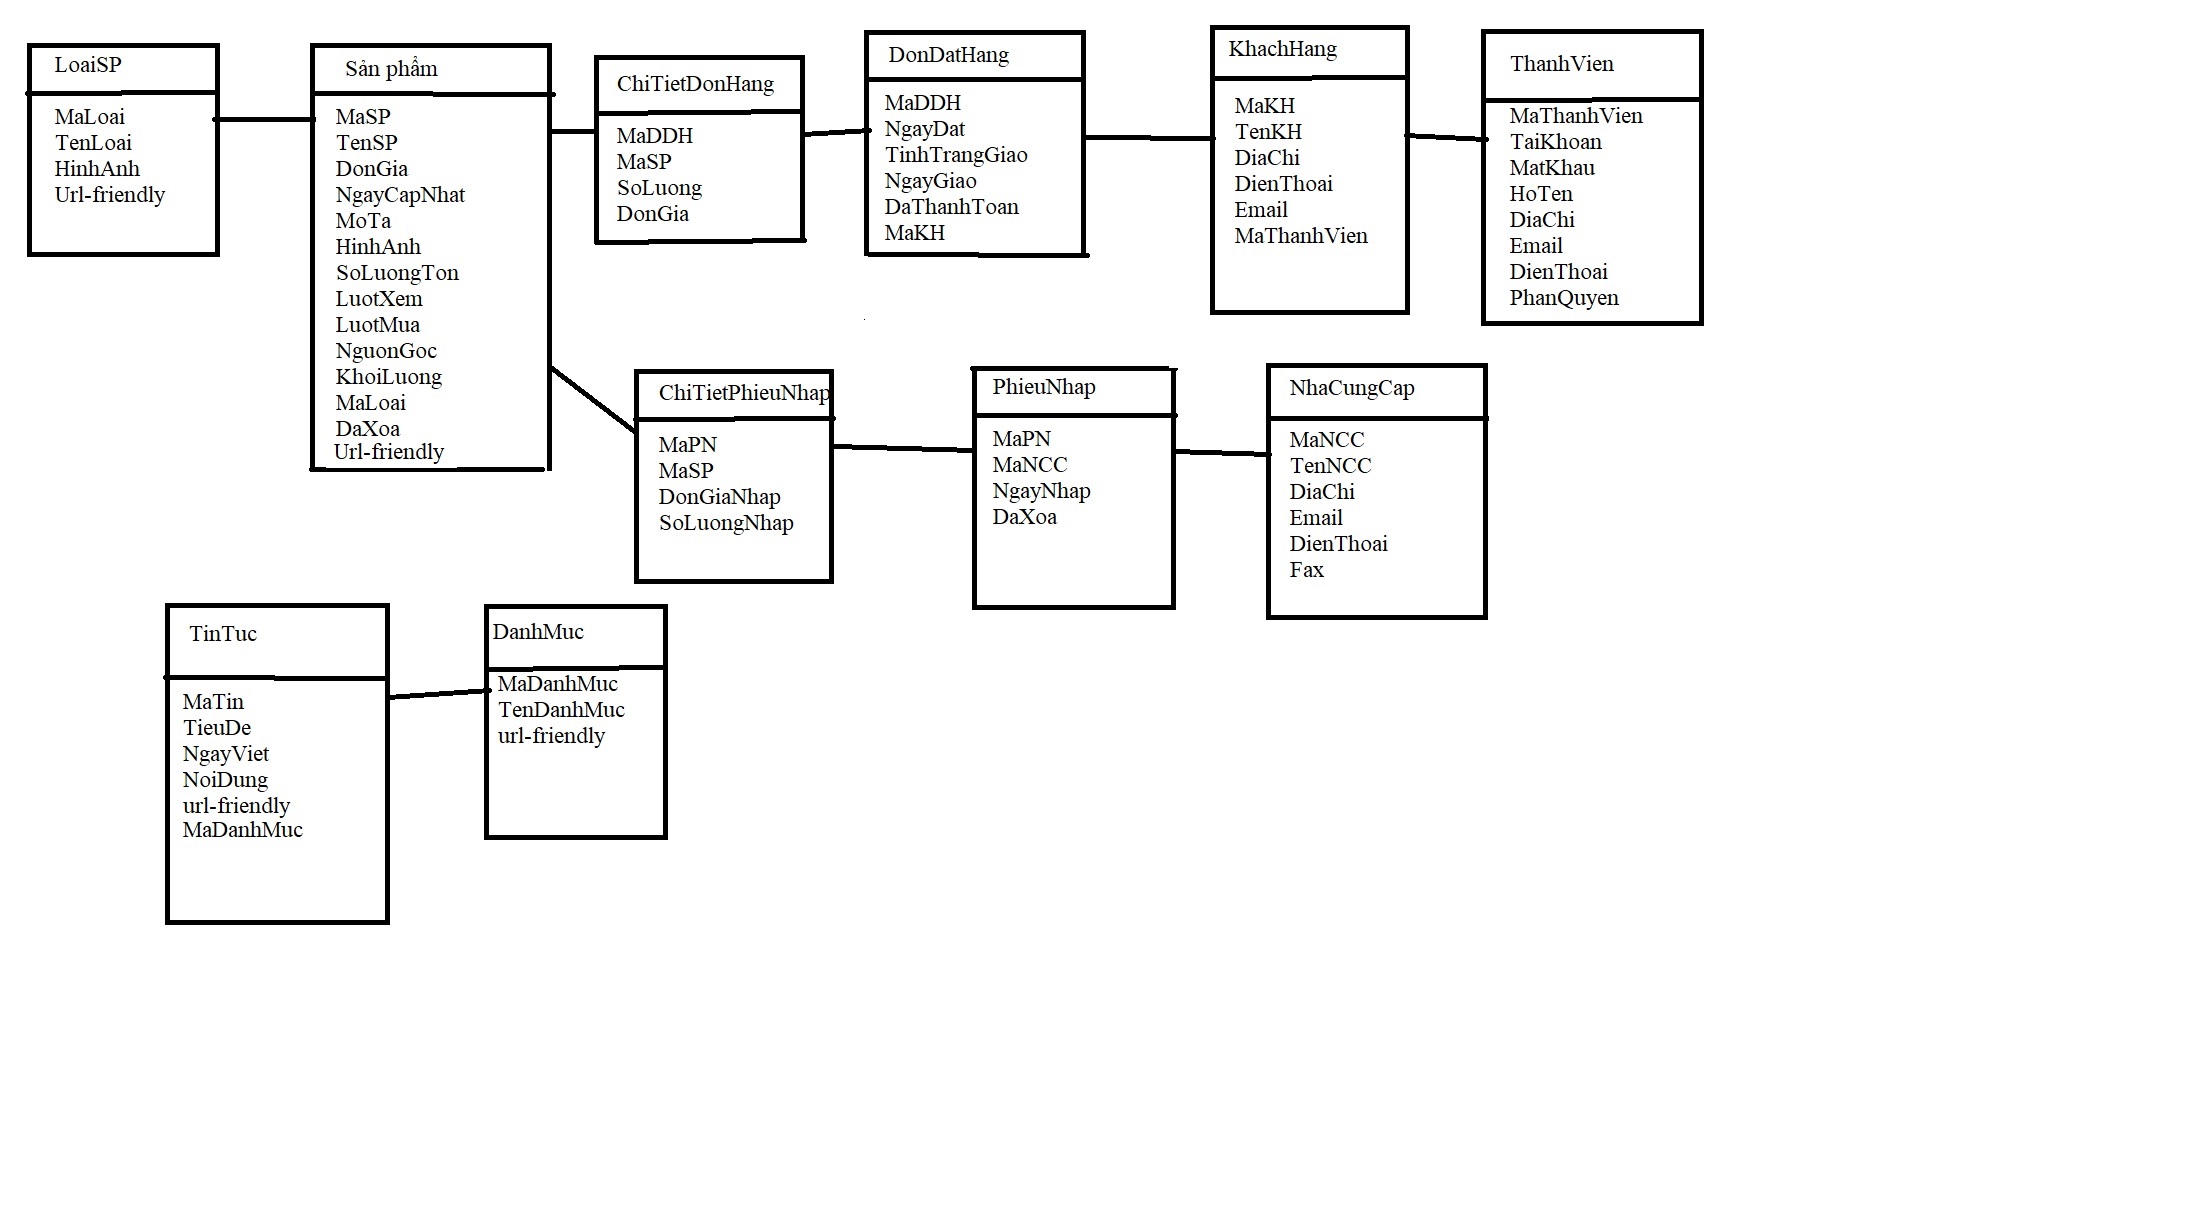 LoaiSP
MaLoai
TenLoai
HinhAnh
Url-friendly
Sản phẩm
MaSP
TenSP
DonGia
NgayCapNhat
MoTa
HinhAnh
SoLuongTon
LuotXem
LuotMua
NguonGoc
KhoiLuong
MaLoai
DaXoa
Url-friendly
ChiTietDonHang
MaDDH
MaSP
SoLuong
DonGia
DonDatHang
MaDDH
NgayDat
TinhTrangGiao
NgayGiao
DaThanhToan
MaKH
KhachHang
MaKH
TenKH
DiaChi
DienThoai
Email
MaThanhVien
ThanhVien
MaThanhVien
TaiKhoan
MatKhau
HoTen
DiaChi
Email
DienThoai
PhanQuyen
ChiTietPhieuNhap
MaPN
MaSP
DonGiaNhap
SoLuongNhap
PhieuNhap
MaPN
MaNCC
NgayNhap
DaXoa
NhaCungCap
MaNCC
TenNCC
DiaChi
Email
DienThoai
Fax
TinTuc
MaTin
TieuDe
NgayViet
NoiDung
url-friendly
MaDanhMuc
DanhMuc
MaDanhMuc
TenDanhMuc
url-friendly